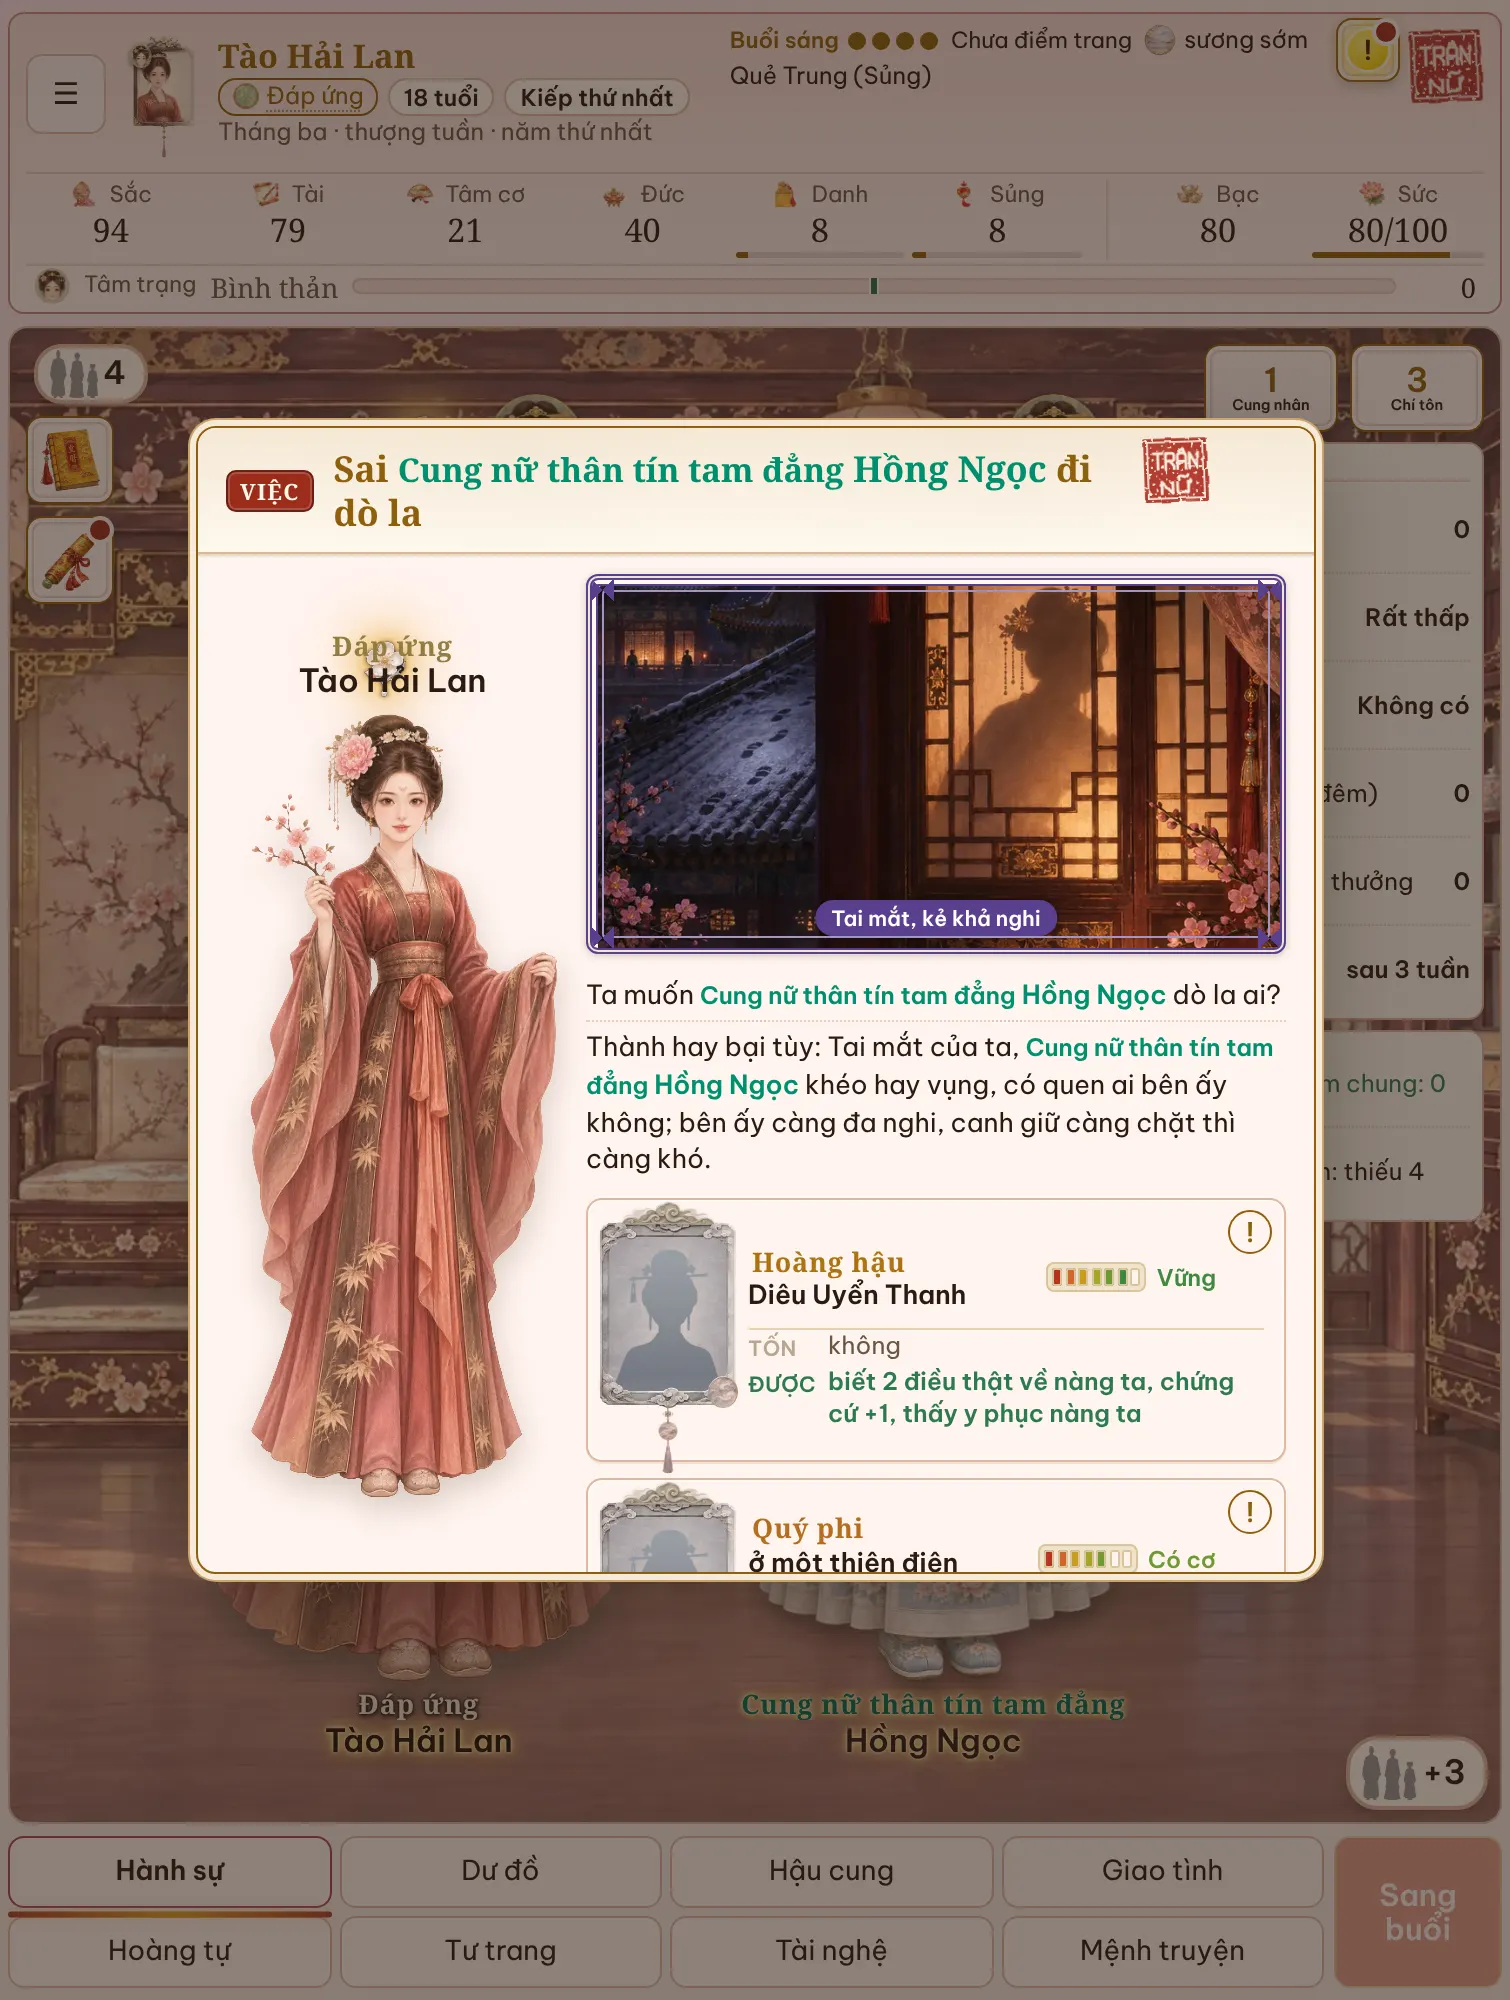 Tào Hải Lan
Đáp ứng
18 tuổi
Kiếp thứ nhất
Tháng ba · thượng tuần · năm thứ nhất
Buổi sáng
Chưa điểm trang
sương sớm
Quẻ Trung (Sủng)
!
TRÂN
NỮ
Sắc
94
Tài
79
Tâm cơ
21
Đức
40
Danh
8
Sủng
8
Bạc
80
Sức
80/100
Tâm trạng
Bình thản
0
4
1
Cung nhân
3
Chí tôn
VIỆC
Sai Cung nữ thân tín tam đẳng Hồng Ngọc đi
dò la
TRÂN
NỮ
Đáp ứng
Tào Hải Lan
Tai mắt, kẻ khả nghi
Ta muốn Cung nữ thân tín tam đẳng Hồng Ngọc dò la ai?
Thành hay bại tùy: Tai mắt của ta, Cung nữ thân tín tam
đẳng Hồng Ngọc khéo hay vụng, có quen ai bên ấy
không; bên ấy càng đa nghi, canh giữ càng chặt thì
càng khó.
!
Hoàng hậu
Diêu Uyển Thanh
Vững
TỐN không
ĐƯỢC biết 2 điều thật về nàng ta, chứng
cứ +1, thấy y phục nàng ta
!
Quý phi
ở một thiên điện
Có cơ
0
Rất thấp
Không có
đêm) 0
thưởng 0
sau 3 tuần
m chung: 0
n: thiếu 4
Đáp ứng
Tào Hải Lan
Cung nữ thân tín tam đẳng
Hồng Ngọc
+3
Hành sự
Dư đồ
Hậu cung
Giao tình
Sang
buổi
Hoàng tự
Tư trang
Tài nghệ
Mệnh truyện